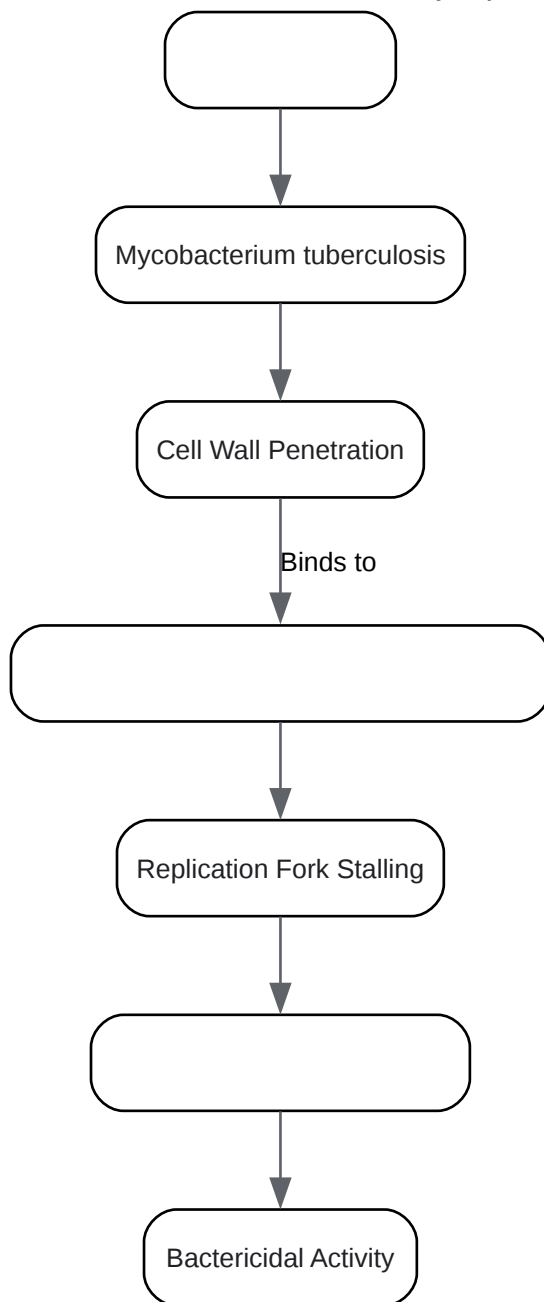 Mycobacterium tuberculosis
Cell Wall Penetration
Binds to
Replication Fork Stalling
Bactericidal Activity